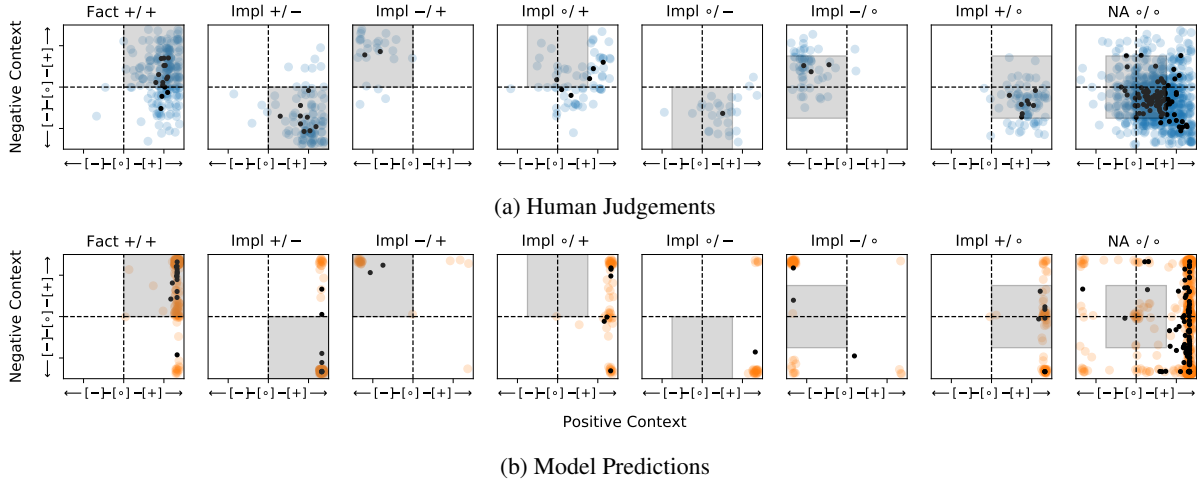 Fact +/+ Impl +/− Impl −/+ Impl ∘/+ Impl ∘/− Impl −/∘ Impl +/∘ NA ∘/∘
Negative Context
⟵ [−]–[∘]–[+] ⟶
⟵ [−]–[∘]–[+] ⟶ ⟵ [−]–[∘]–[+] ⟶ ⟵ [−]–[∘]–[+] ⟶ ⟵ [−]–[∘]–[+] ⟶ ⟵ [−]–[∘]–[+] ⟶ ⟵ [−]–[∘]–[+] ⟶ ⟵ [−]–[∘]–[+] ⟶ ⟵ [−]–[∘]–[+] ⟶
(a) Human Judgements
Fact +/+ Impl +/− Impl −/+ Impl ∘/+ Impl ∘/− Impl −/∘ Impl +/∘ NA ∘/∘
Negative Context
⟵ [−]–[∘]–[+] ⟶
⟵ [−]–[∘]–[+] ⟶ ⟵ [−]–[∘]–[+] ⟶ ⟵ [−]–[∘]–[+] ⟶ ⟵ [−]–[∘]–[+] ⟶ ⟵ [−]–[∘]–[+] ⟶ ⟵ [−]–[∘]–[+] ⟶ ⟵ [−]–[∘]–[+] ⟶ ⟵ [−]–[∘]–[+] ⟶
Positive Context
(b) Model Predictions